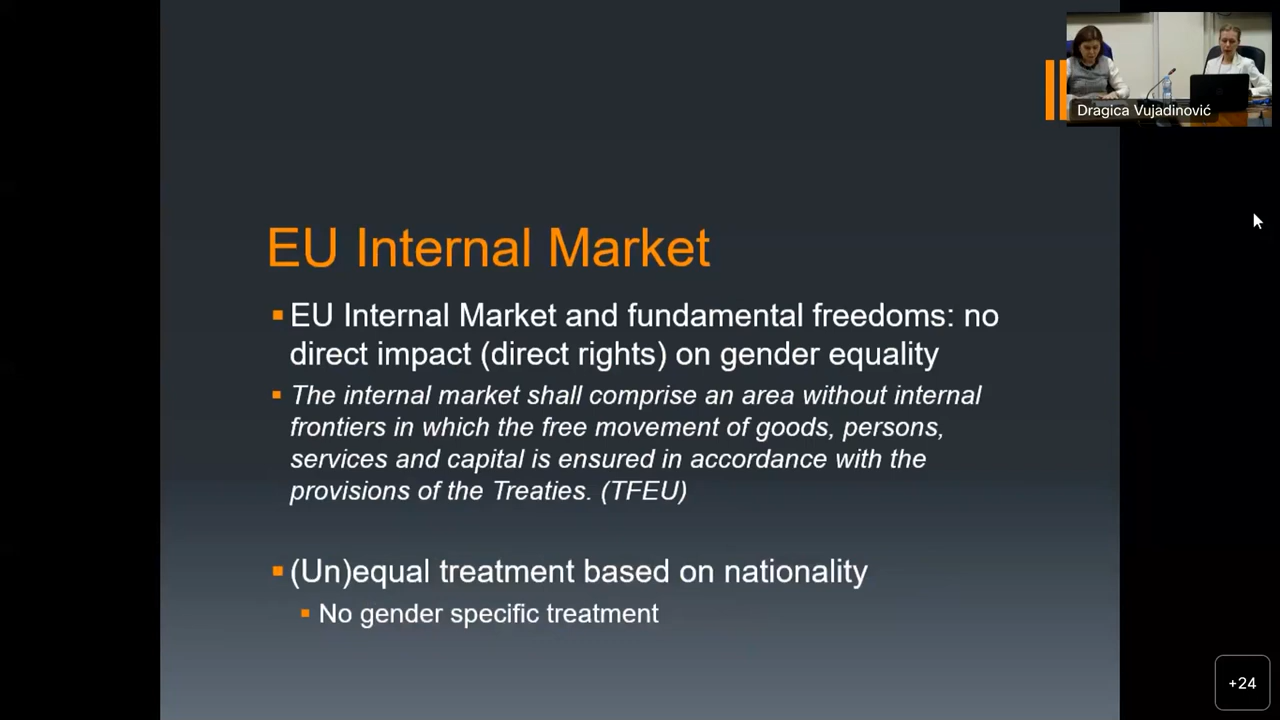 Dragica Vujadinović
EU Internal Market
EU Internal Market and fundamental freedoms: no
direct impact (direct rights) on gender equality
The internal market shall comprise an area without internal
frontiers in which the free movement of goods, persons,
services and capital is ensured in accordance with the
provisions of the Treaties. (TFEU)
(Un)equal treatment based on nationality
No gender specific treatment
+24